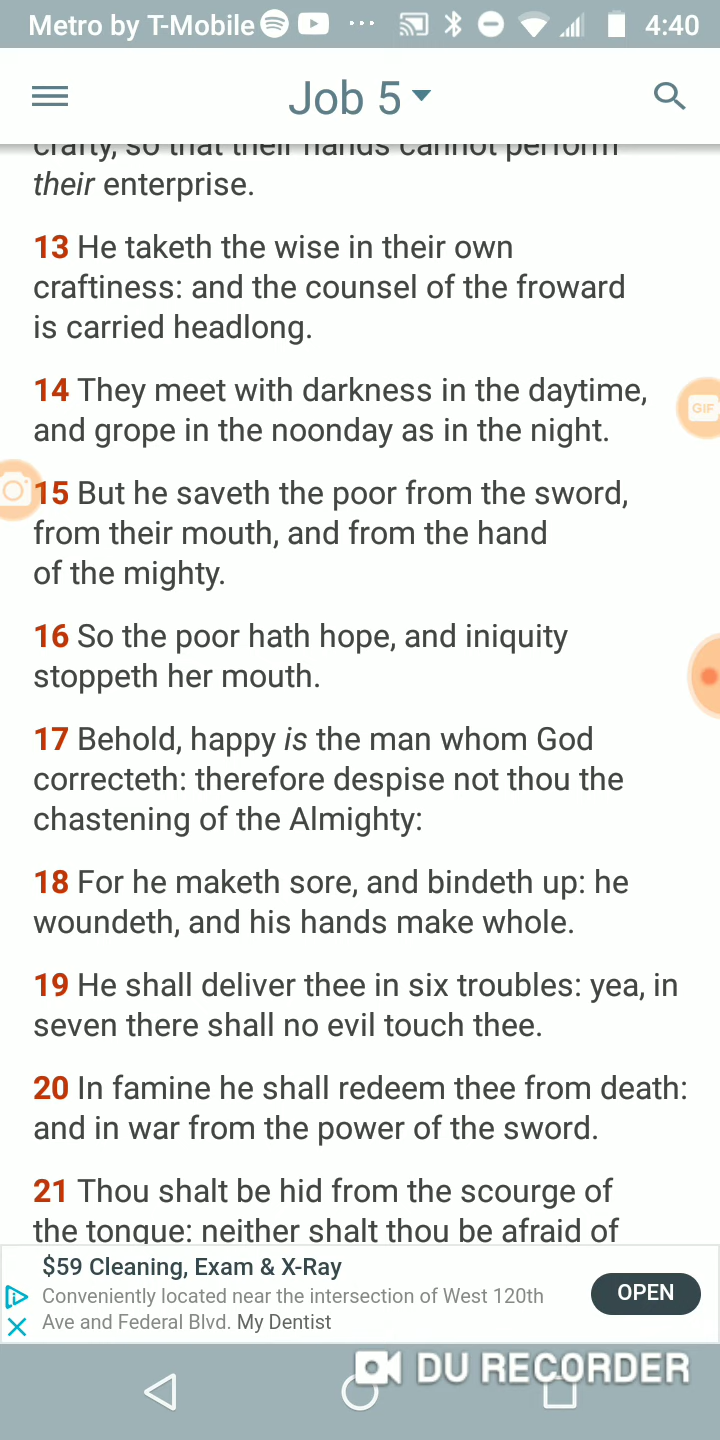 Metro by T-Mobile 4:40
Job 5
crafty, so that their hands cannot perform
their enterprise.
13 He taketh the wise in their own
craftiness: and the counsel of the froward
is carried headlong.
14 They meet with darkness in the daytime,
and grope in the noonday as in the night.
GIF
15 But he saveth the poor from the sword,
from their mouth, and from the hand
of the mighty.
16 So the poor hath hope, and iniquity
stoppeth her mouth.
17 Behold, happy is the man whom God
correcteth: therefore despise not thou the
chastening of the Almighty:
18 For he maketh sore, and bindeth up: he
woundeth, and his hands make whole.
19 He shall deliver thee in six troubles: yea, in
seven there shall no evil touch thee.
20 In famine he shall redeem thee from death:
and in war from the power of the sword.
21 Thou shalt be hid from the scourge of
the tongue: neither shalt thou be afraid of
$59 Cleaning, Exam & X-Ray
Conveniently located near the intersection of West 120th
Ave and Federal Blvd. My Dentist
OPEN
DU RECORDER